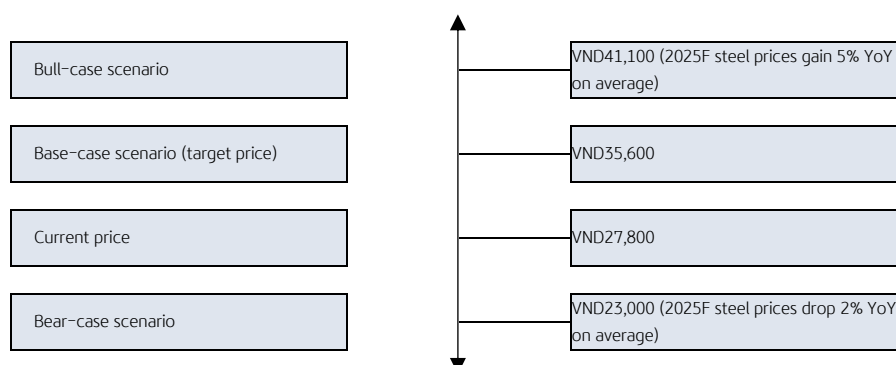 Bull-case scenario
VND41,100 (2025F steel prices gain 5% YoY
on average)
Base-case scenario (target price)
VND35,600
Current price
VND27,800
Bear-case scenario
VND23,000 (2025F steel prices drop 2% YoY
on average)